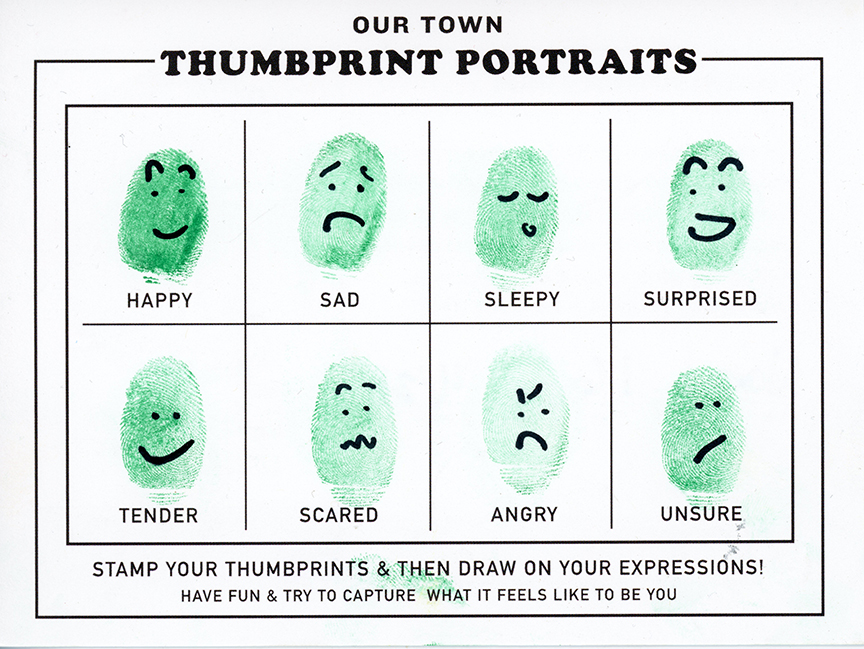 OUR TOWN
THUMBPRINT PORTRAITS
HAPPY SAD SLEEPY SURPRISED
TENDER SCARED ANGRY UNSURE
STAMP YOUR THUMBPRINTS & THEN DRAW ON YOUR EXPRESSIONS!
HAVE FUN & TRY TO CAPTURE WHAT IT FEELS LIKE TO BE YOU